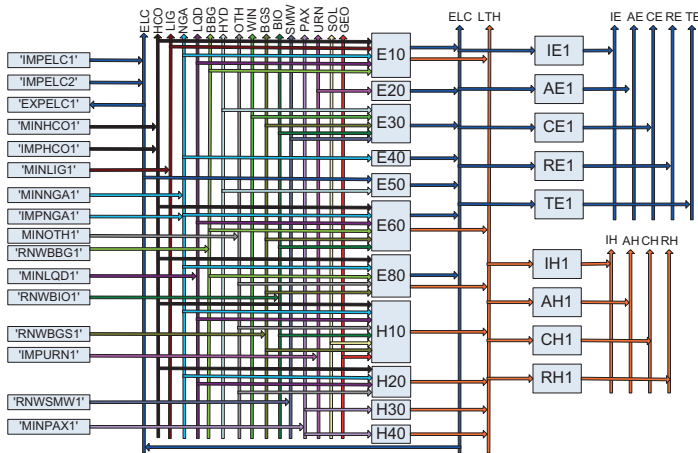 ELC
HCO
LIG
NGA
LQD
BBG
HYD
OTH
WIN
BGS
BIO
SMW
PAX
URN
SOL
GEO
ELC
LTH
IE
AE
CE
RE
TE
'IMPELC1'
'IMPELC2'
'EXPELC1'
'MINHCO1'
'IMPHCO1'
'MINLIG1'
'MINNGA1'
'IMPNGA1'
MINOTH1'
'RNWBBG1'
'MINLQD1'
'RNWBIO1'
'RNWBGS1'
'IMPURN1'
'RNWSMW1'
'MINPAX1'
E10
E20
E30
E40
E50
E60
E80
H10
H20
H30
H40
IE1
AE1
CE1
RE1
TE1
IH
AH
CH
RH
IH1
AH1
CH1
RH1